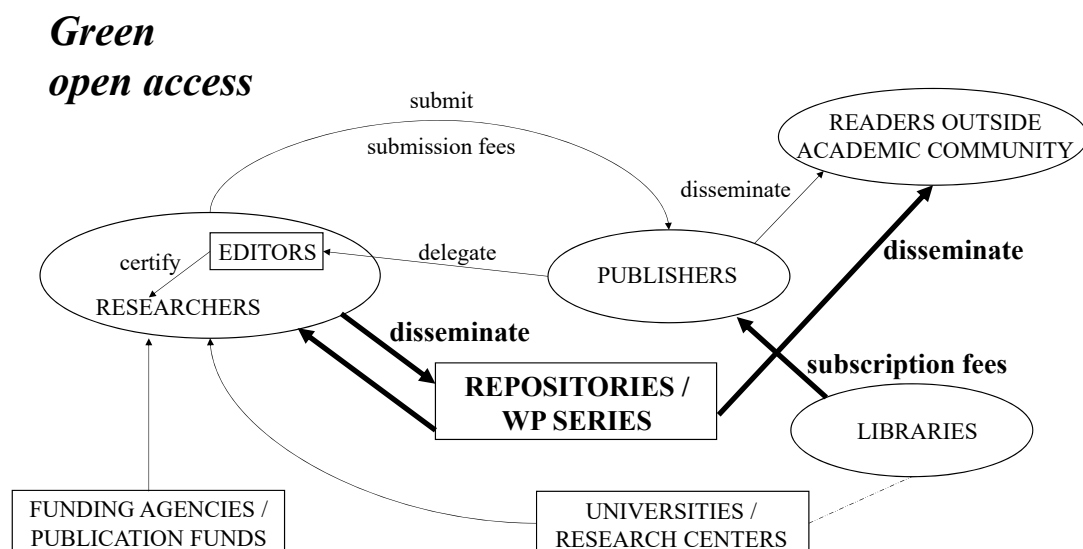 Green
open access
submit
submission fees
READERS OUTSIDE
ACADEMIC COMMUNITY
disseminate
EDITORS
delegate
certify
PUBLISHERS
disseminate
RESEARCHERS
disseminate
subscription fees
REPOSITORIES /
WP SERIES
LIBRARIES
FUNDING AGENCIES /
PUBLICATION FUNDS
UNIVERSITIES /
RESEARCH CENTERS